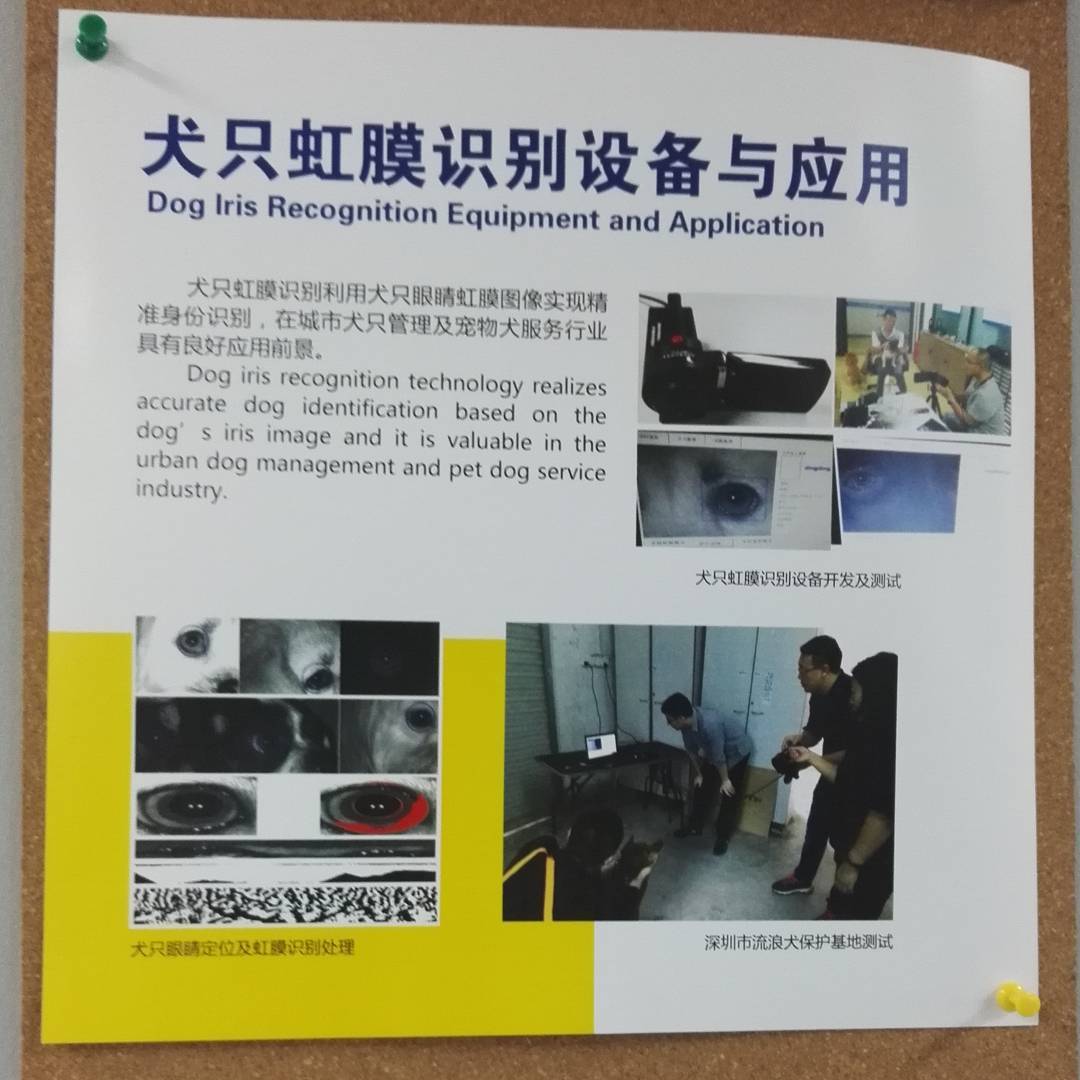 犬只虹膜识别设备与应用
Dog Iris Recognition Equipment and Application
犬只虹膜识别利用犬只眼睛虹膜图像实现精
准身份识别，在城市犬只管理及宠物犬服务行业
具有良好应用前景。
Dog iris recognition technology realizes
accurate dog identification based on the
dog's iris image and it is valuable in the
urban dog management and pet dog service
industry.
犬只虹膜识别设备开发及测试
犬只眼睛定位及虹膜识别处理
深圳市流浪犬保护基地测试